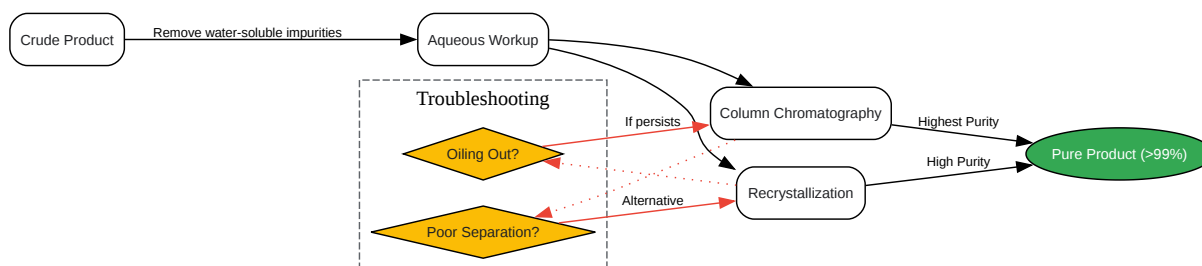 Crude Product
Remove water-soluble impurities
Aqueous Workup
Troubleshooting
Oiling Out?
If persists
Column Chromatography
Highest Purity
Pure Product (>99%)
High Purity
Recrystallization
Alternative
Poor Separation?